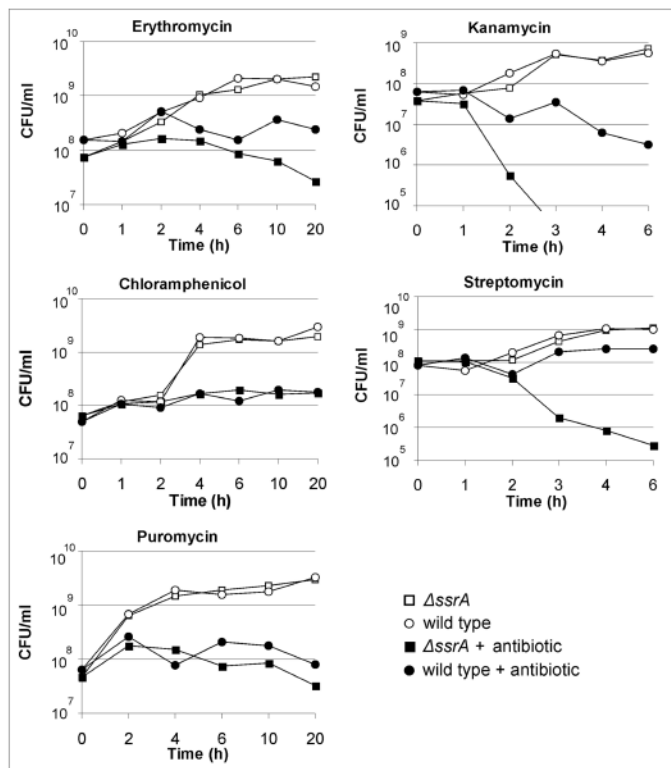 Erythromycin
10^10
10^9
10^8
10^7
CFU/ml
0 1 2 4 6 10 20
Time (h)
Kanamycin
10^9
10^8
10^7
10^6
10^5
CFU/ml
0 1 2 3 4 6
Time (h)
Chloramphenicol
10^10
10^9
10^8
10^7
CFU/ml
0 1 2 4 6 10 20
Time (h)
Streptomycin
10^10
10^9
10^8
10^7
10^6
10^5
CFU/ml
0 1 2 3 4 6
Time (h)
Puromycin
10^10
10^9
10^8
10^7
CFU/ml
0 2 4 6 10 20
Time (h)
ΔssrA
wild type
ΔssrA + antibiotic
wild type + antibiotic